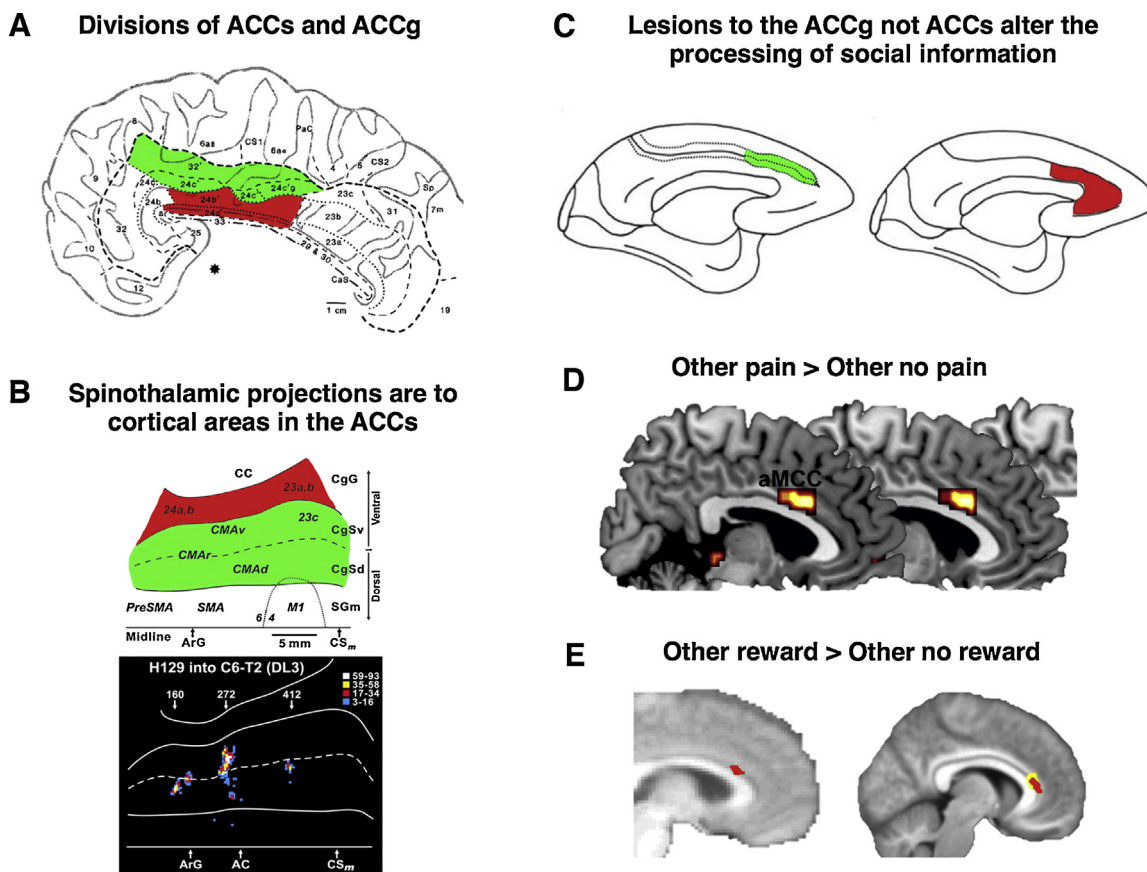 A
Divisions of ACCs and ACCg
8
6aβ
CS1
6aα
PaC
4
5
CS2
9
32'
24c
24c'
24c'g
Sp
7m
24b
24b'
23c
31
23b
32
33
23a
25
10
29
30
12
CaS
19
1 cm
B
Spinothalamic projections are to
cortical areas in the ACCs
CC
CgG
24a,b
23a,b
Ventral
CMAv
23c
CgSv
CMAr
CMAd
CgSd
Dorsal
PreSMA
SMA
6
4
M1
SGm
Midline
ArG
5 mm
CSm
H129 into C6-T2 (DL3)
59-93
35-58
17-34
3-16
160
272
412
ArG
AC
CSm
C
Lesions to the ACCg not ACCs alter the
processing of social information
D
Other pain > Other no pain
aMCC
E
Other reward > Other no reward